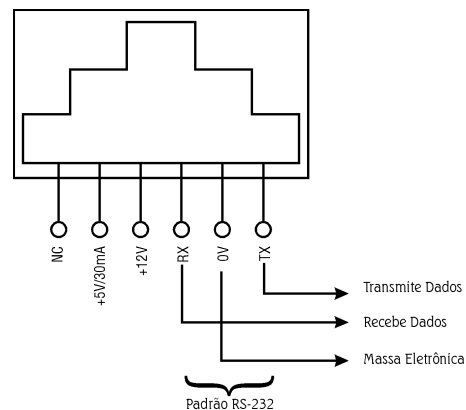 NC
+5V/30mA
+12V
RX
0V
TX
Transmite Dados
Recebe Dados
Massa Eletrônica
Padrão RS-232